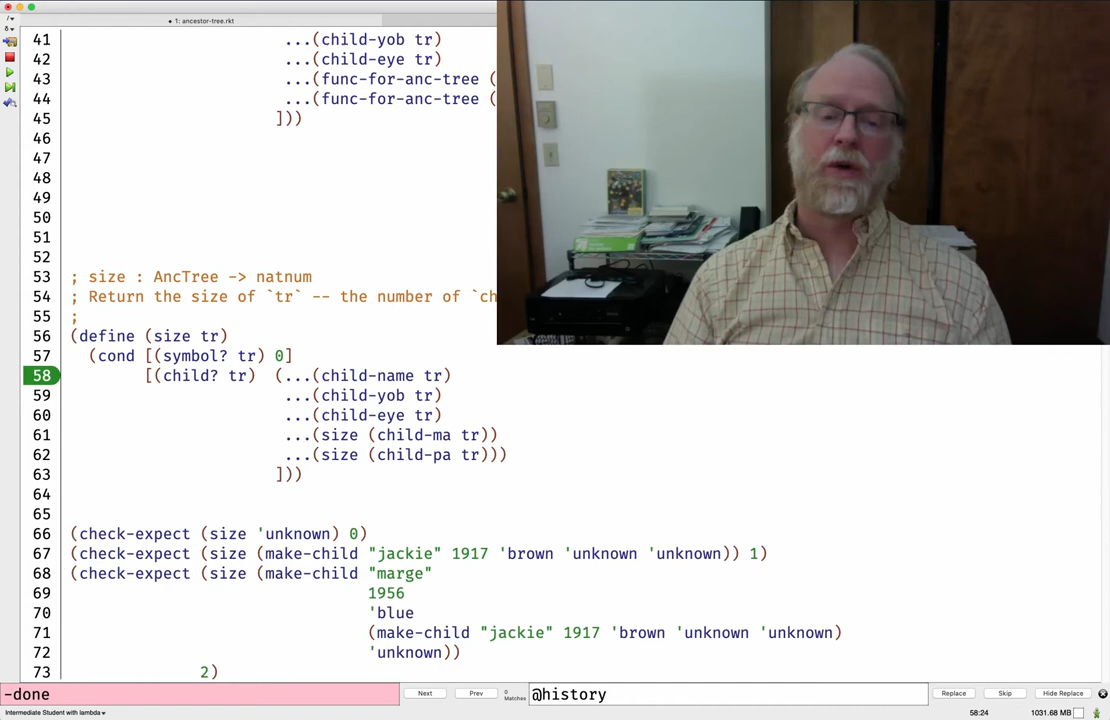 1: ancestor-tree.rkt
41 ...(child-yob tr)
42 ...(child-eye tr)
43 ...(func-for-anc-tree (
44 ...(func-for-anc-tree (
45 ]))
46
47
48
49
50
51
52
53 ; size : AncTree -> natnum
54 ; Return the size of `tr` -- the number of `ch
55 ;
56 (define (size tr)
57 (cond [(symbol? tr) 0]
58 [(child? tr) (...(child-name tr)
59 ...(child-yob tr)
60 ...(child-eye tr)
61 ...(size (child-ma tr))
62 ...(size (child-pa tr)))
63 ]))
64
65
66 (check-expect (size 'unknown) 0)
67 (check-expect (size (make-child "jackie" 1917 'brown 'unknown 'unknown)) 1)
68 (check-expect (size (make-child "marge"
69 1956
70 'blue
71 (make-child "jackie" 1917 'brown 'unknown 'unknown)
72 'unknown))
73 2)
-done Next Prev 0 Matches @history Replace Skip Hide Replace
Intermediate Student with lambda 58:24 1031.68 MB